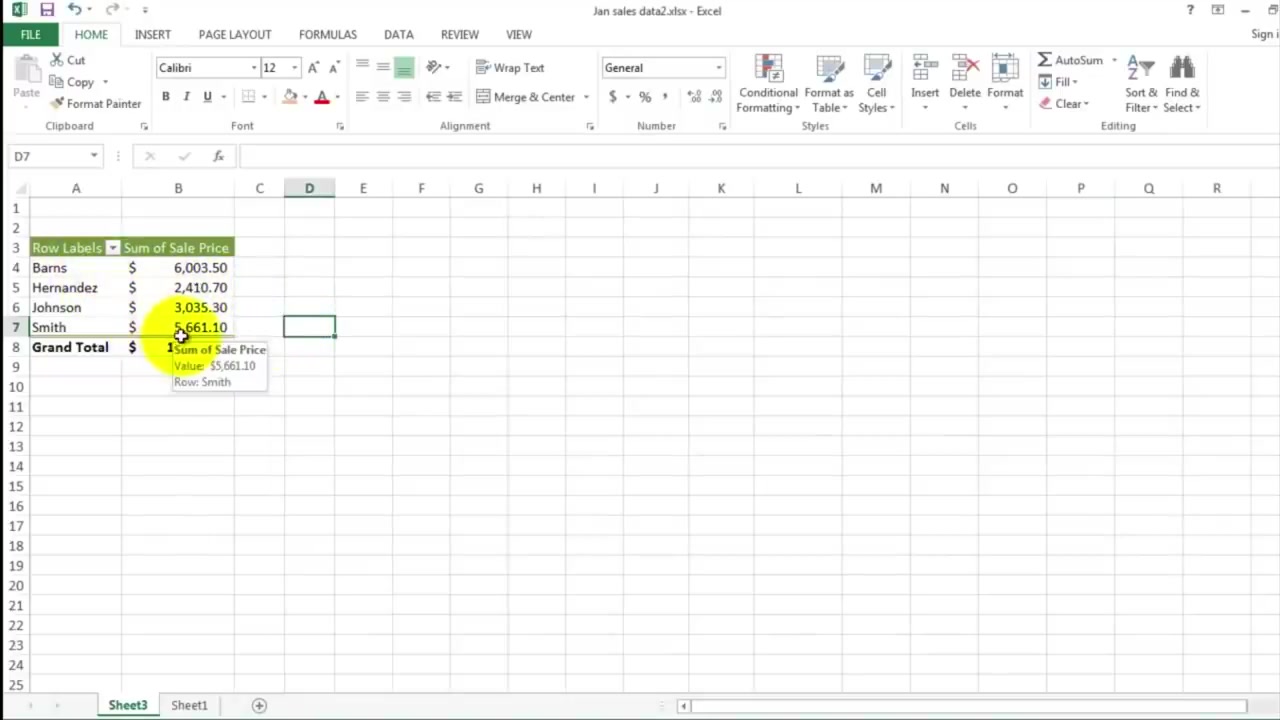 Jan sales data2.xlsx - Excel
?
Sign i
FILE HOME INSERT PAGE LAYOUT FORMULAS DATA REVIEW VIEW
Paste
Cut
Copy
Format Painter
Clipboard
Calibri 12
B I U
Font
Wrap Text
Merge & Center
Alignment
General
$ % ,
Number
Conditional Formatting
Format as Table
Cell Styles
Styles
Insert Delete Format
Cells
AutoSum
Fill
Clear
Sort & Filter
Find & Select
Editing
D7 fx
A B C D E F G H I J K L M N O P Q R
1
2
3 Row Labels Sum of Sale Price
4 Barns $ 6,003.50
5 Hernandez $ 2,410.70
6 Johnson $ 3,035.30
7 Smith $ 5,661.10
8 Grand Total $
Sum of Sale Price
Value: $5,661.10
Row: Smith
9
10
11
12
13
14
15
16
17
18
19
20
21
22
23
24
25
Sheet3 Sheet1